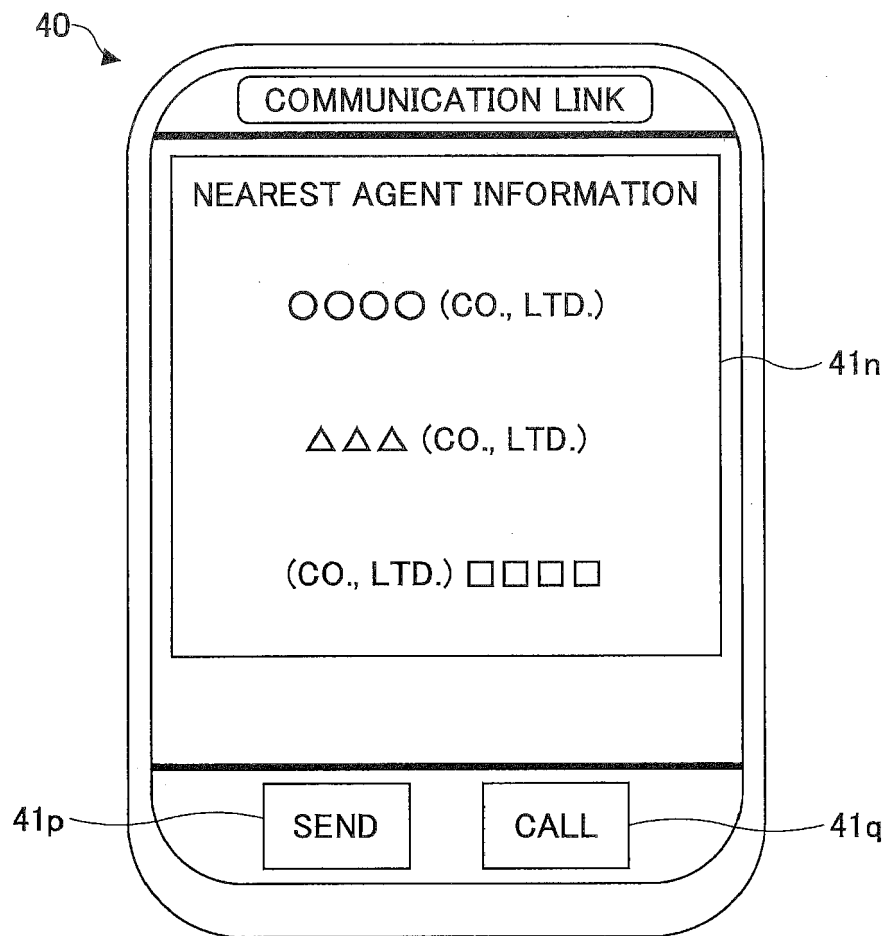 40
COMMUNICATION LINK
NEAREST AGENT INFORMATION
○○○○ (CO., LTD.)
41n
△△△ (CO., LTD.)
(CO., LTD.) □□□□
41p
SEND
CALL
41q